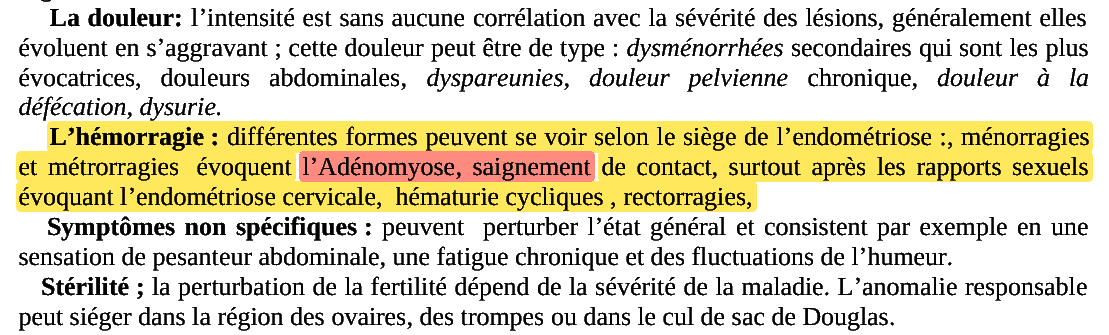 La douleur: l’intensité est sans aucune corrélation avec la sévérité des lésions, généralement elles
évoluent en s’aggravant ; cette douleur peut être de type : dysménorrhées secondaires qui sont les plus
évocatrices, douleurs abdominales, dyspareunies, douleur pelvienne chronique, douleur à la
défécation, dysurie.
L’hémorragie : différentes formes peuvent se voir selon le siège de l’endométriose :, ménorragies
et métrorragies évoquent l’Adénomyose, saignement de contact, surtout après les rapports sexuels
évoquant l’endométriose cervicale, hématurie cycliques , rectorragies,
Symptômes non spécifiques : peuvent perturber l’état général et consistent par exemple en une
sensation de pesanteur abdominale, une fatigue chronique et des fluctuations de l’humeur.
Stérilité ; la perturbation de la fertilité dépend de la sévérité de la maladie. L’anomalie responsable
peut siéger dans la région des ovaires, des trompes ou dans le cul de sac de Douglas.